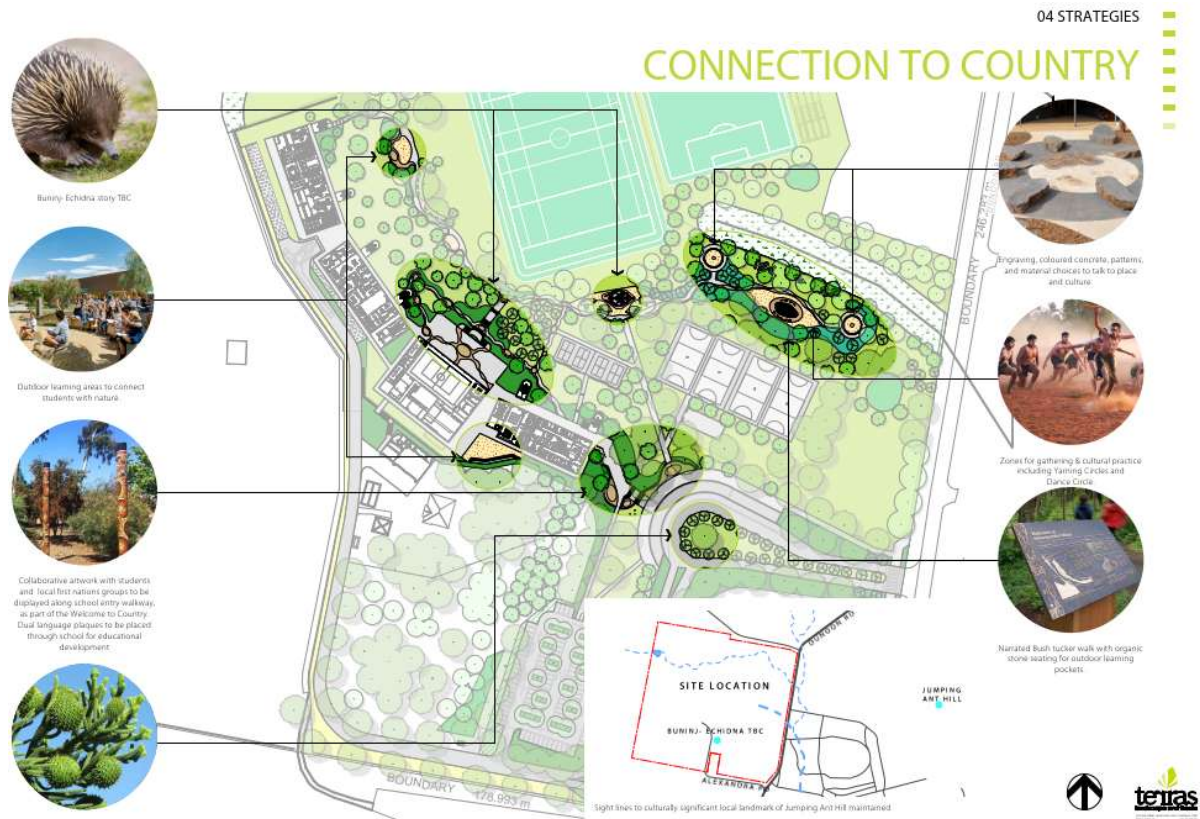 04 STRATEGIES
CONNECTION TO COUNTRY
Buninj- Echidna story TBC
Outdoor learning areas to connect
students with nature
Collaborative artwork with students
and local first nations groups to be
displayed along school entry walkway,
as part of the Welcome to Country
Dual language plaques to be placed
through school for educational
development
Engraving, coloured concrete, patterns,
and material choices to talk to place
and culture
Zones for gathering & cultural practice
including Yarning Circles and
Dance Circle
Narrated Bush tucker walk with organic
stone seating for outdoor learning
pockets
BOUNDARY
BOUNDARY 178.993 m
DUNGOG RD
SITE LOCATION
JUMPING
ANT HILL
BUNINJ- ECHIDNA TBC
ALEXANDRA
Sight lines to culturally significant local landmark of Jumping Ant Hill maintained
terras